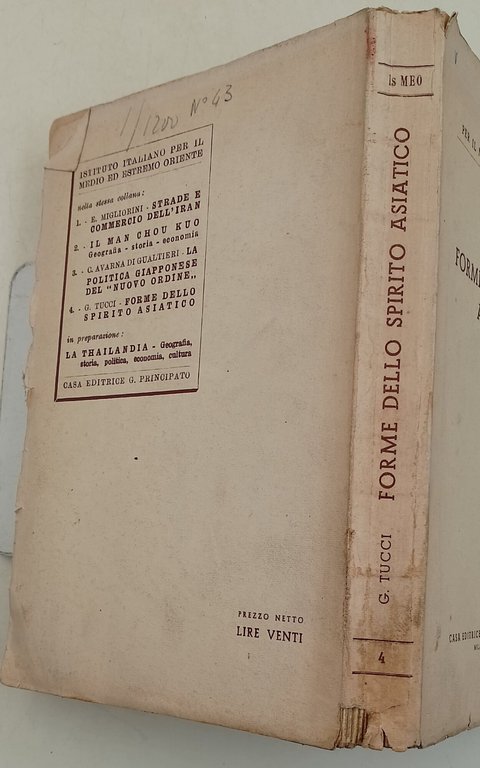 1/1200 N° 43
ISTITUTO ITALIANO PER IL
MEDIO ED ESTREMO ORIENTE
nella stessa collana:
1. - E. MIGLIORINI - STRADE E
COMMERCIO DELL'IRAN
2. - IL MAN CHOU KUO
Geografia - storia - economia
3. - C. AVARNA DI GUALTIERI - LA
POLITICA GIAPPONESE
DEL "NUOVO ORDINE„
4. - G. TUCCI - FORME DELLO
SPIRITO ASIATICO
in preparazione:
LA THAILANDIA - Geografia,
storia, politica, economia, cultura
CASA EDITRICE G. PRINCIPATO
PREZZO NETTO
LIRE VENTI
Is MEO
G. TUCCI FORME DELLO SPIRITO ASIATICO
4
PER IL
FORME
CASA EDITRICE